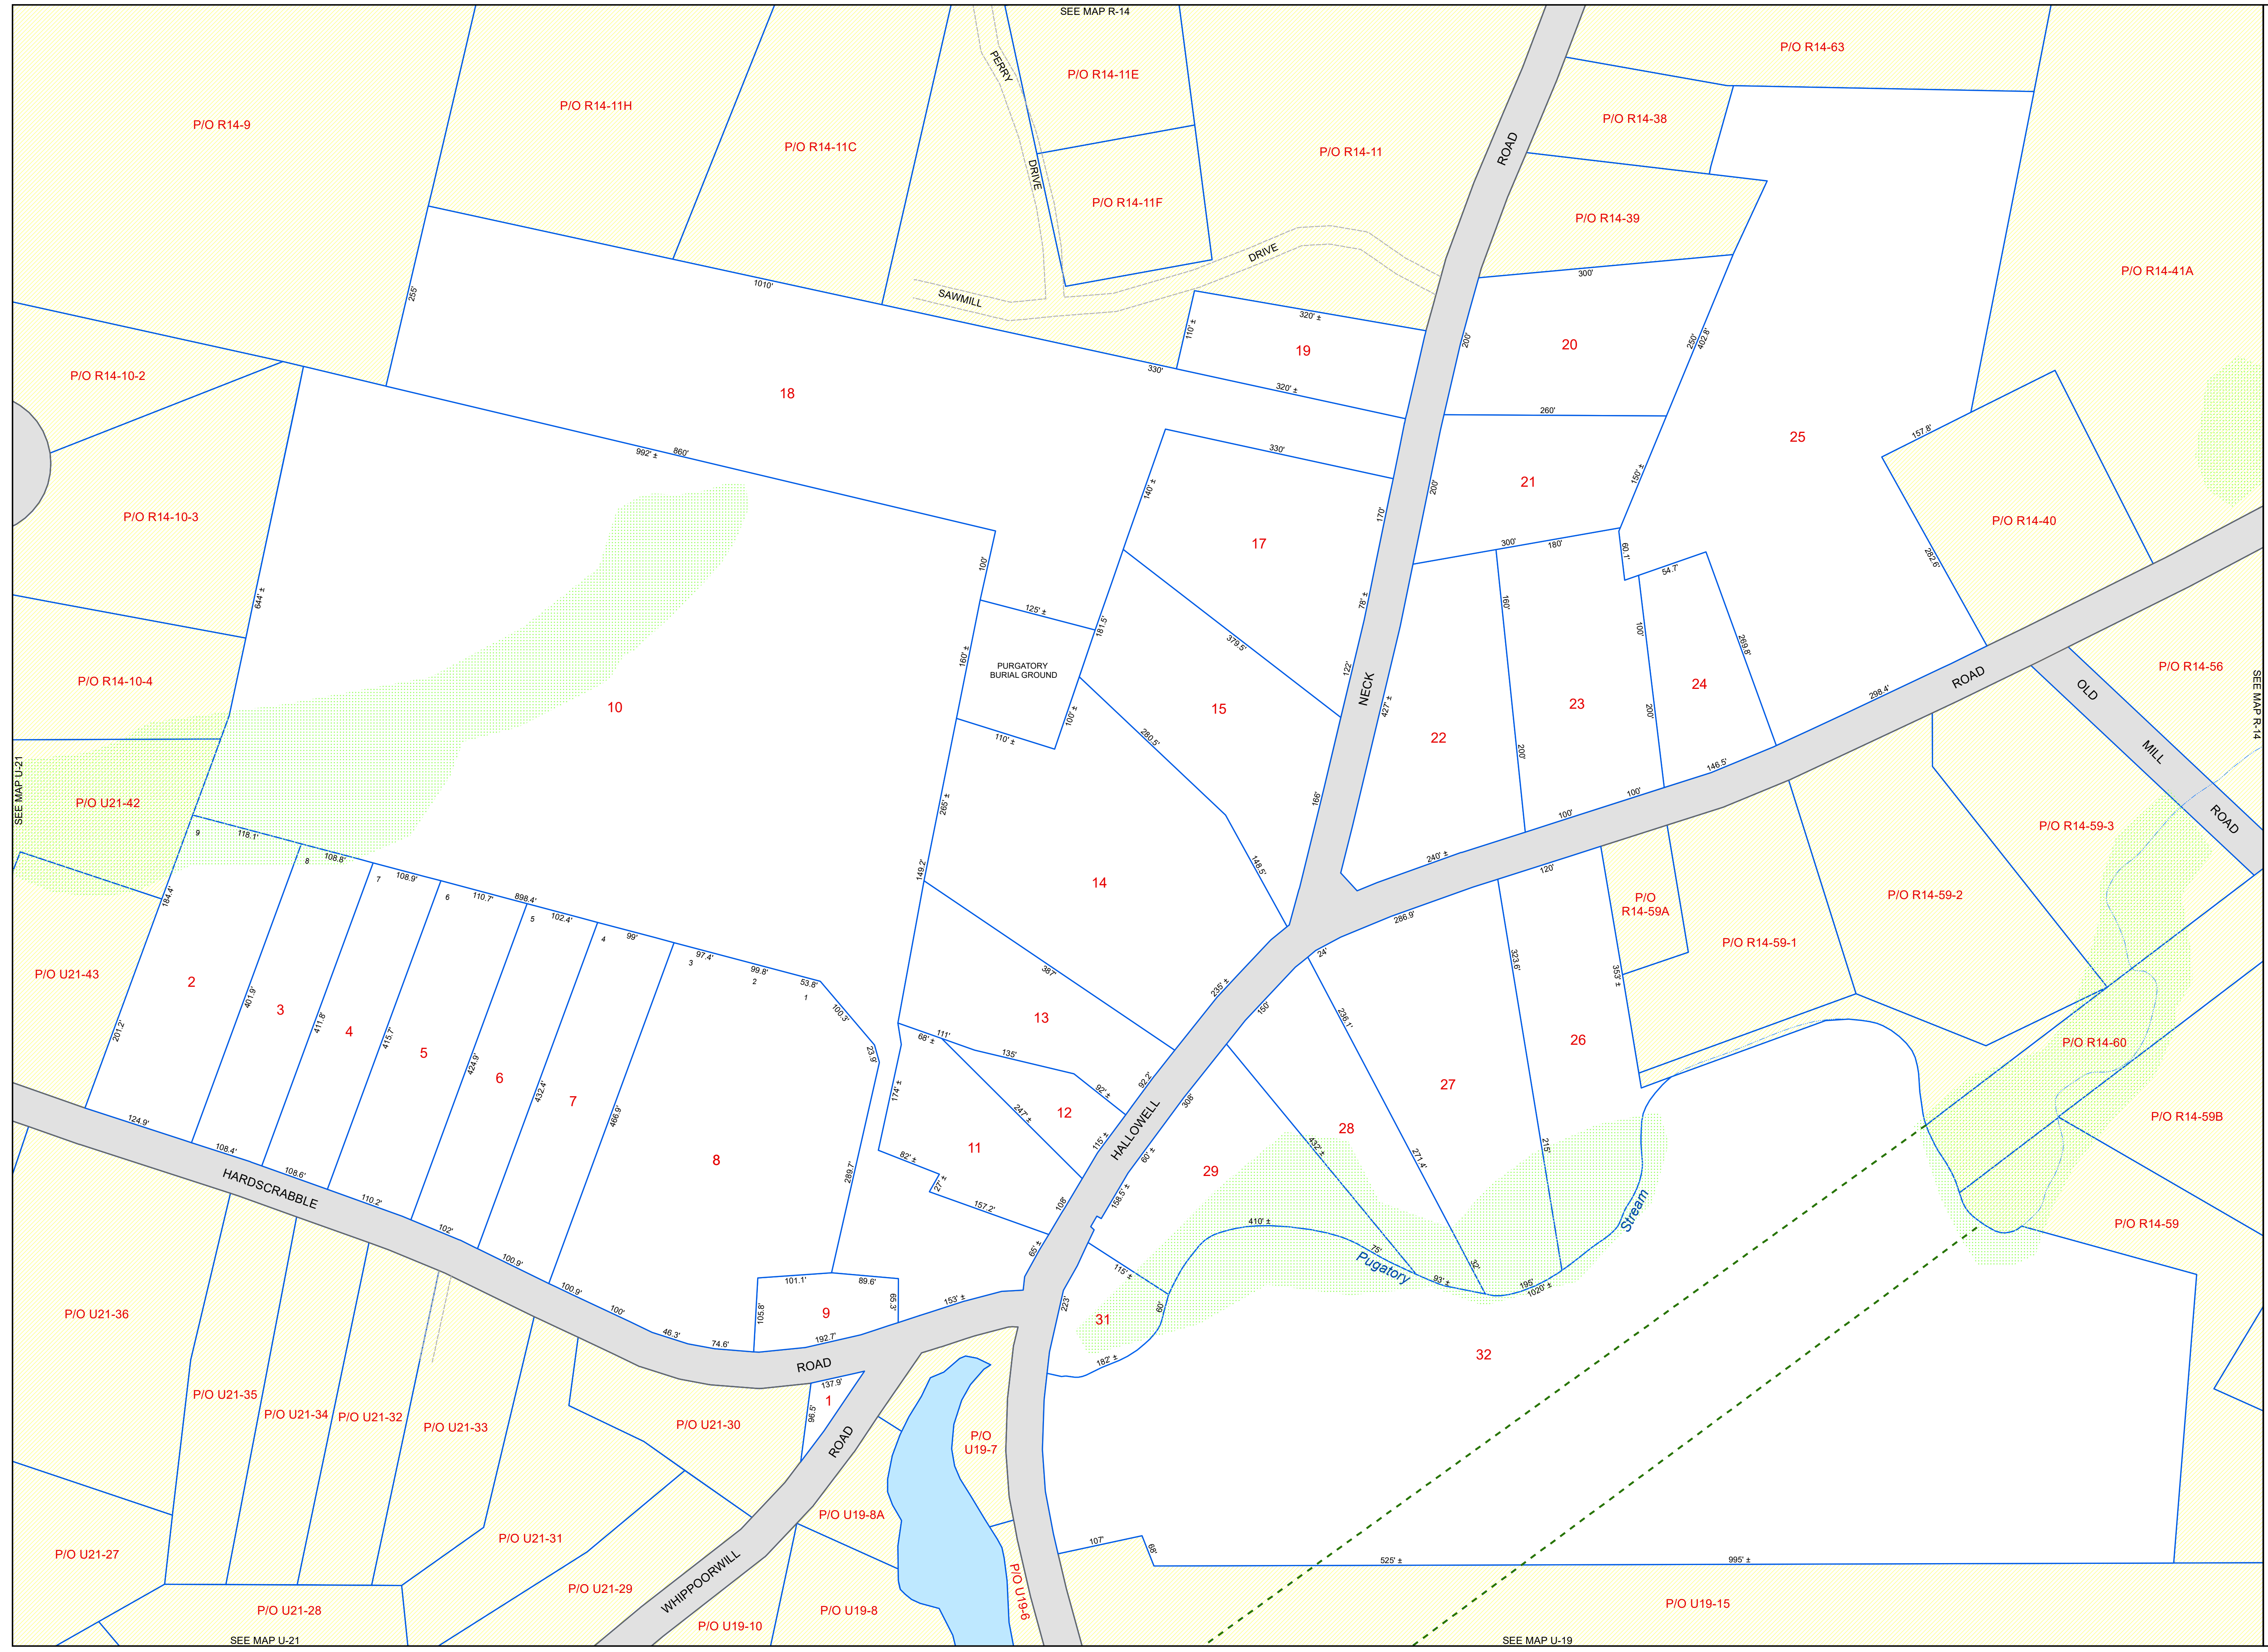 SEE MAP R-14
P/O R14-63
PERRY
P/O R14-11E
P/O R14-11H
P/O R14-38
P/O R14-9
P/O R14-11C
P/O R14-11
ROAD
DRIVE
P/O R14-11F
P/O R14-39
DRIVE
P/O R14-41A
300'
1010'
255'
SAWMILL
320' ±
110' ±
200'
250'
402.8'
19
20
330'
P/O R14-10-2
320' ±
18
260'
157.8'
25
330'
992' ±
860'
150' ±
21
140' ±
200'
170'
P/O R14-10-3
P/O R14-40
17
300'
180'
60.1'
282.6'
100'
54.7'
644' ±
78' ±
160'
125' ±
181.5'
100'
379.5'
269.8'
160' ±
PURGATORY
BURIAL GROUND
122'
P/O R14-56
ROAD
P/O R14-10-4
NECK
24
298.4'
OLD
SEE MAP R-14
10
15
23
427' ±
200'
100' ±
280.5'
22
110' ±
200'
MILL
146.5'
SEE MAP U-21
P/O U21-42
265' ±
166'
100'
100'
ROAD
P/O R14-59-3
9
118.1'
8
108.8'
240' ±
148.5'
149.2'
120'
7
108.9'
14
184.4'
6
110.7'
898.4'
P/O
R14-59A
P/O R14-59-2
5
102.4'
286.9'
4
99'
P/O R14-59-1
24'
97.4'
3
323.6'
P/O U21-43
387'
99.8'
353' ±
2
53.8'
2
1
235' ±
401.9'
150'
3
100.3'
13
236.1'
411.8'
4
201.2'
415.7'
111'
68' ±
26
P/O R14-60
5
23.9'
135'
424.9'
6
92.2'
27
432.4'
7
174' ±
92' ±
308'
466.9'
247' ±
12
P/O R14-59B
124.9'
HALLOWELL
28
115' ±
432' ±
108.4'
11
215'
82' ±
60' ±
271.4'
8
108.6'
289.7'
29
HARDSCRABBLE
27' ±
110.2'
157.2'
108'
158.5' ±
Stream
410' ±
P/O R14-59
102'
65' ±
75'
100.9'
115' ±
Pugatory
32'
101.1'
89.6'
93' ±
195'
1020' ±
100.9'
65.3'
153' ±
223'
60'
100'
105.8'
9
31
P/O U21-36
46.3'
74.6'
192.7'
182' ±
32
ROAD
137.9'
P/O U21-35
1
96.5'
P/O U21-34
P/O U21-32
P/O U21-33
P/O U21-30
ROAD
P/O
U19-7
P/O U19-8A
P/O U21-31
107'
68'
P/O U21-27
525' ±
995' ±
WHIPPOORWILL
P/O U21-29
P/O U19-6
P/O U21-28
P/O U19-8
P/O U19-15
P/O U19-10
SEE MAP U-21
SEE MAP U-19